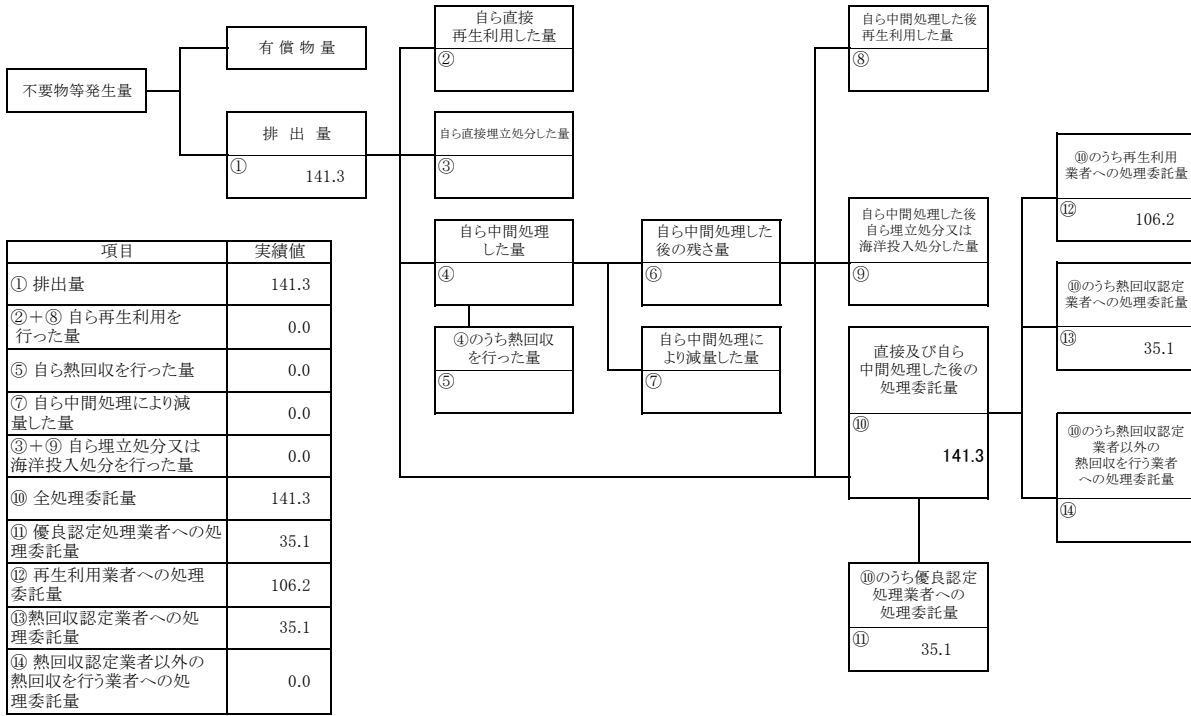 不要物等発生量
有 償 物 量
排 出 量
①
141.3
自ら直接
再生利用した量
②
自ら直接埋立処分した量
③
自ら中間処理
した量
④
④のうち熱回収
を行った量
⑤
自ら中間処理した
後の残さ量
⑥
自ら中間処理に
より減量した量
⑦
自ら中間処理した後
再生利用した量
⑧
自ら中間処理した後
自ら埋立処分又は
海洋投入処分した量
⑨
直接及び自ら
中間処理した後の
処理委託量
⑩
141.3
⑩のうち優良認定
処理業者への
処理委託量
⑪
35.1
⑩のうち再生利用
業者への処理委託量
⑫
106.2
⑩のうち熱回収認定
業者への処理委託量
⑬
35.1
⑩のうち熱回収認定
業者以外の
熱回収を行う業者
への処理委託量
⑭
項目 実績値
① 排出量 141.3
②+⑧ 自ら再生利用を
行った量 0.0
⑤ 自ら熱回収を行った量 0.0
⑦ 自ら中間処理により減
量した量 0.0
③+⑨ 自ら埋立処分又は
海洋投入処分を行った量 0.0
⑩ 全処理委託量 141.3
⑪ 優良認定処理業者への処
理委託量 35.1
⑫ 再生利用業者への処理
委託量 106.2
⑬熱回収認定業者への処
理委託量 35.1
⑭ 熱回収認定業者以外の
熱回収を行う業者への処
理委託量 0.0